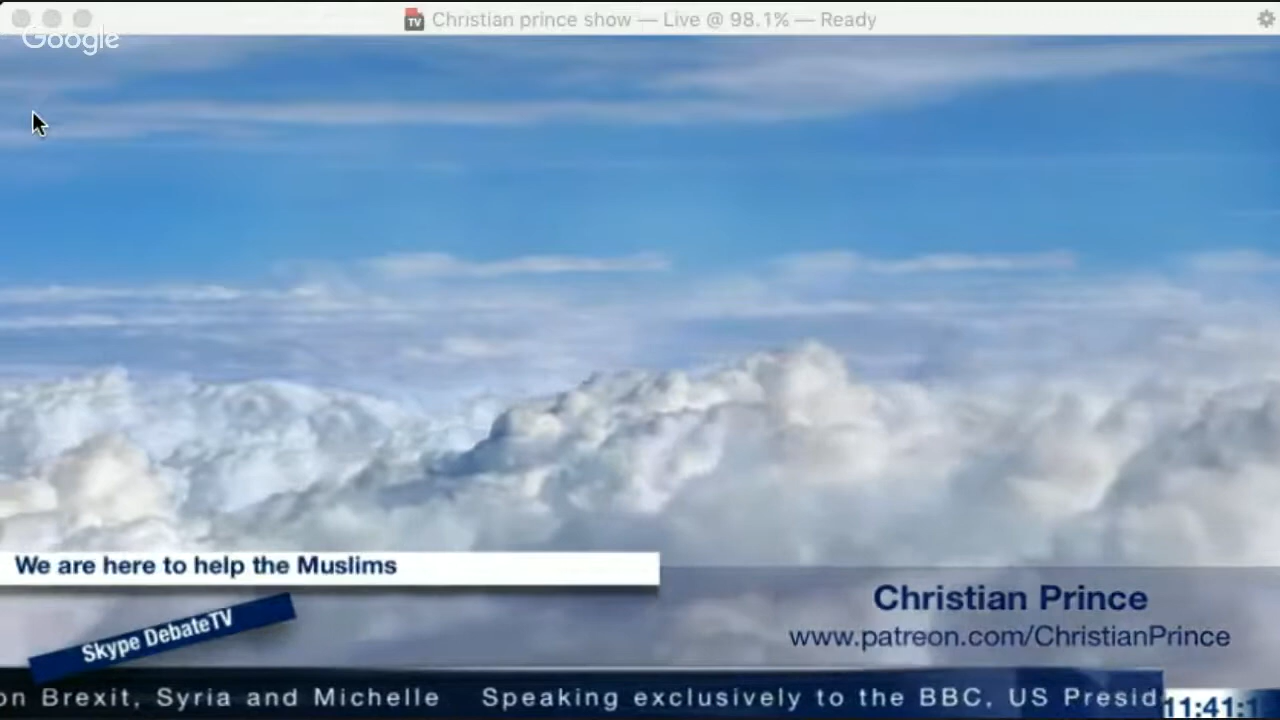 Christian prince show — Live @ 98.1% — Ready
Google
We are here to help the Muslims
Christian Prince
www.patreon.com/ChristianPrince
Skype DebateTV
on Brexit, Syria and Michelle Speaking exclusively to the BBC, US Presid
11:41:1